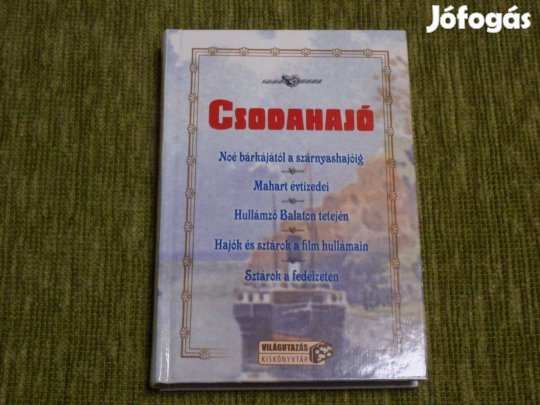 Jófogás
CSODAHAJÓ
Noé bárkájától a szárnyashajóig
Mahart évtizedei
Hullámzó Balaton tetején
Hajók és sztárok a film hullámain
Sztárok a fedélzeten
VILÁGUTAZÁS
KISKÖNYVTÁR